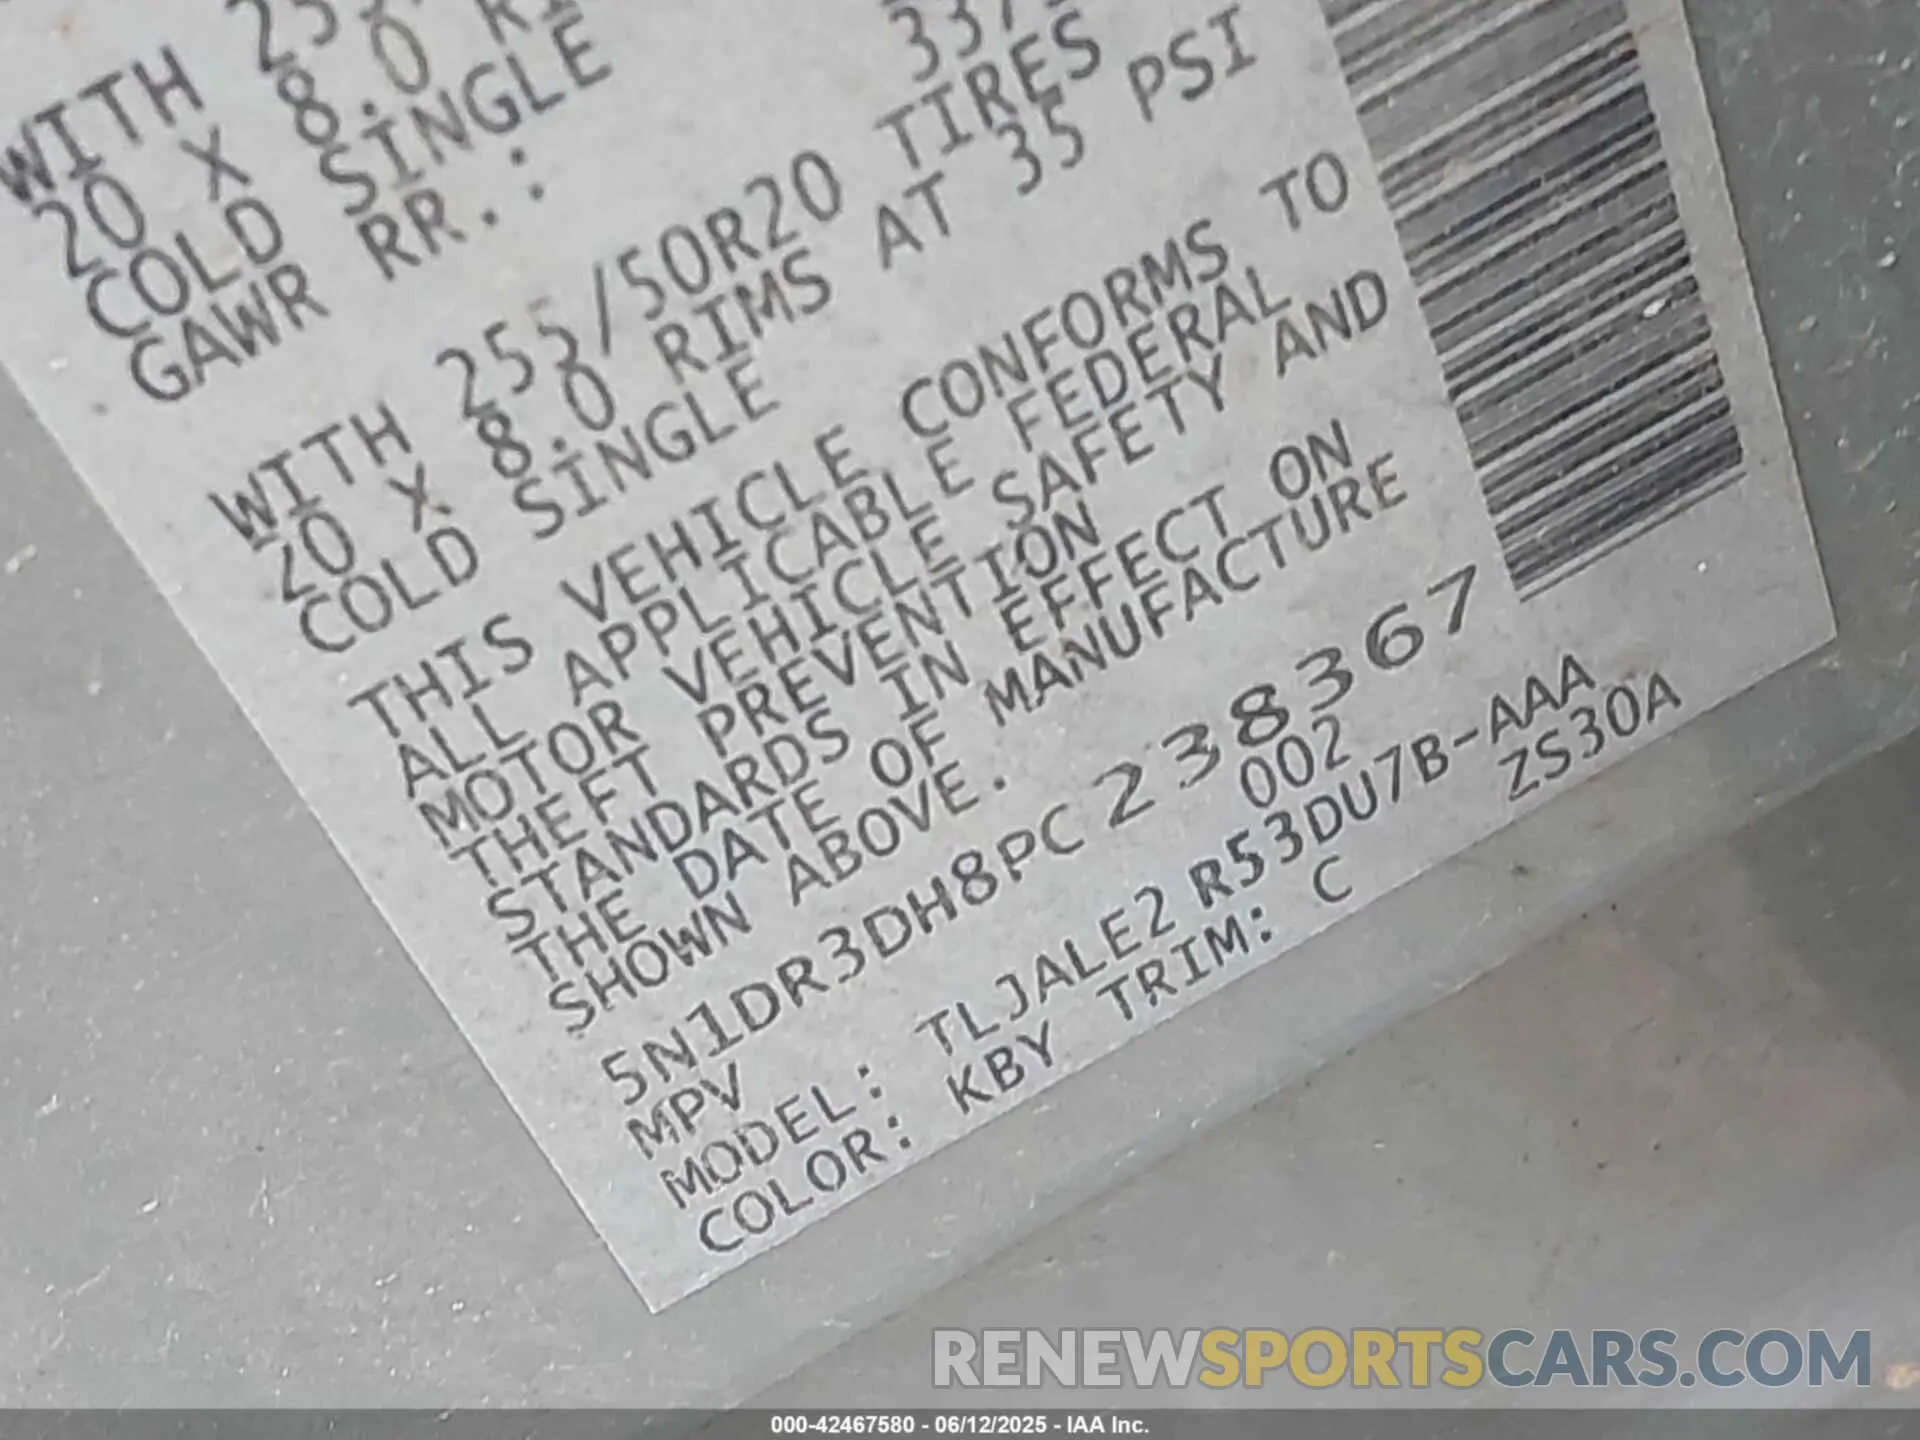 WITH
20 X 8.0
COLD SINGLE
GAWR RR.:
WITH 255/50R20 TIRES
20 X 8.0 RIMS AT 35 PSI
COLD SINGLE
THIS VEHICLE CONFORMS TO
ALL APPLICABLE FEDERAL
MOTOR VEHICLE SAFETY AND
THEFT PREVENTION
STANDARDS IN EFFECT ON
THE DATE OF MANUFACTURE
SHOWN ABOVE.
5N1DR3DH8PC238367
MPV 002
MODEL: TLJALE2 R53DU7B-AAA
COLOR: KBY TRIM: C ZS30A
RENEWSPORTSCARS.COM
000-42467580 - 06/12/2025 - IAA Inc.